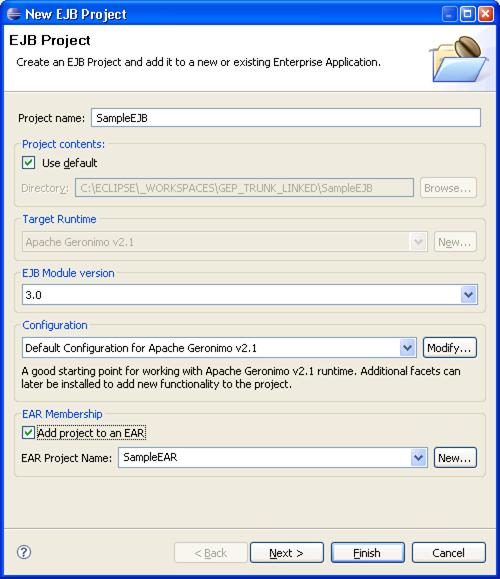 New EJB Project
EJB Project
Create an EJB Project and add it to a new or existing Enterprise Application.
Project name: SampleEJB
Project contents:
Use default
Directory: C:\ECLIPSE\_WORKSPACES\GEP_TRUNK_LINKED\SampleEJB Browse...
Target Runtime
Apache Geronimo v2.1 New...
EJB Module version
3.0
Configuration
Default Configuration for Apache Geronimo v2.1 Modify...
A good starting point for working with Apache Geronimo v2.1 runtime. Additional facets can
later be installed to add new functionality to the project.
EAR Membership
Add project to an EAR
EAR Project Name: SampleEAR New...
? < Back Next > Finish Cancel